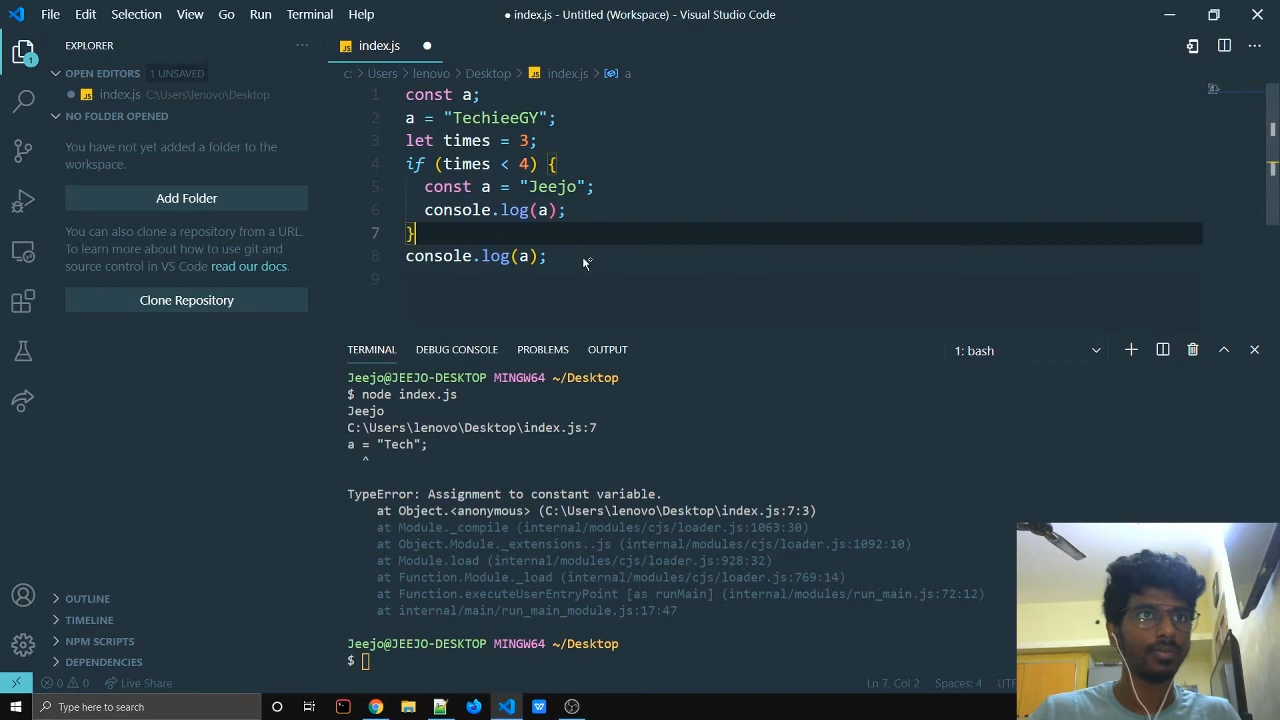 File Edit Selection View Go Run Terminal Help
● index.js - Untitled (Workspace) - Visual Studio Code
EXPLORER
OPEN EDITORS 1 UNSAVED
● index.js C:\Users\lenovo\Desktop
NO FOLDER OPENED
You have not yet added a folder to the
workspace.
Add Folder
You can also clone a repository from a URL.
To learn more about how to use git and
source control in VS Code read our docs.
Clone Repository
OUTLINE
TIMELINE
NPM SCRIPTS
DEPENDENCIES
1
JS index.js ●
c: > Users > lenovo > Desktop > JS index.js > a
1 const a;
2 a = "TechieeGY";
3 let times = 3;
4 if (times < 4) {
5 const a = "Jeejo";
6 console.log(a);
7 }
8 console.log(a);
9
TERMINAL DEBUG CONSOLE PROBLEMS OUTPUT
1: bash
Jeejo@JEEJO-DESKTOP MINGW64 ~/Desktop
$ node index.js
Jeejo
C:\Users\lenovo\Desktop\index.js:7
a = "Tech";
^
TypeError: Assignment to constant variable.
at Object.<anonymous> (C:\Users\lenovo\Desktop\index.js:7:3)
at Module._compile (internal/modules/cjs/loader.js:1063:30)
at Object.Module._extensions..js (internal/modules/cjs/loader.js:1092:10)
at Module.load (internal/modules/cjs/loader.js:928:32)
at Function.Module._load (internal/modules/cjs/loader.js:769:14)
at Function.executeUserEntryPoint [as runMain] (internal/modules/run_main.js:72:12)
at internal/main/run_main_module.js:17:47
Jeejo@JEEJO-DESKTOP MINGW64 ~/Desktop
$
0 0 Live Share
Ln 7, Col 2 Spaces: 4 UTF
Type here to search